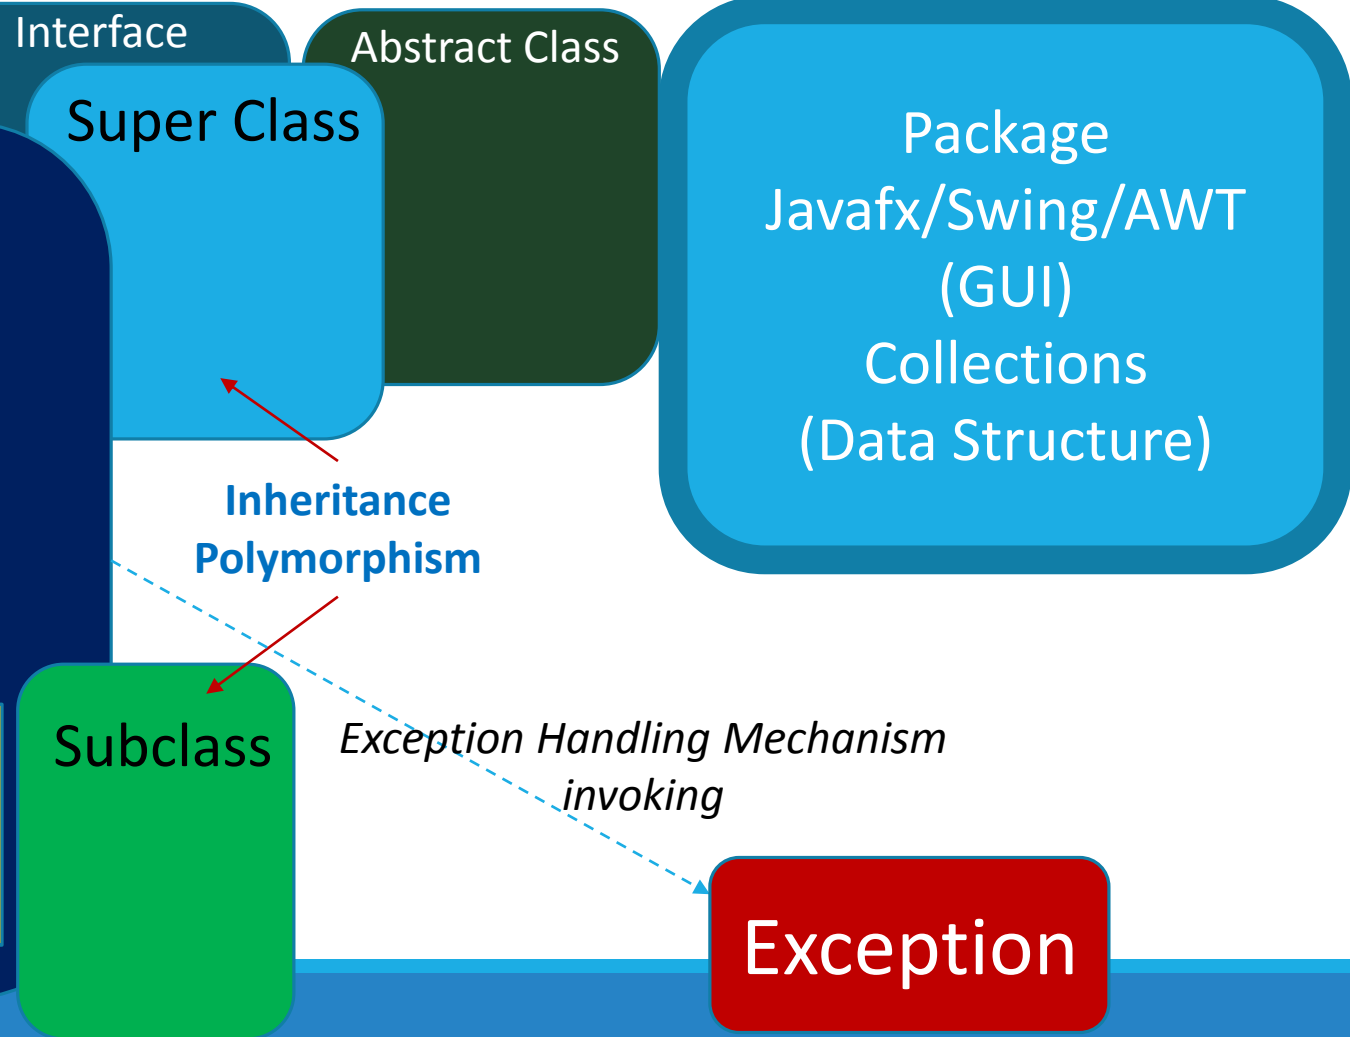 Interface
Abstract Class
Super Class
Package
Javafx/Swing/AWT
(GUI)
Collections
(Data Structure)
Inheritance
Polymorphism
Subclass
Exception Handling Mechanism
invoking
Exception